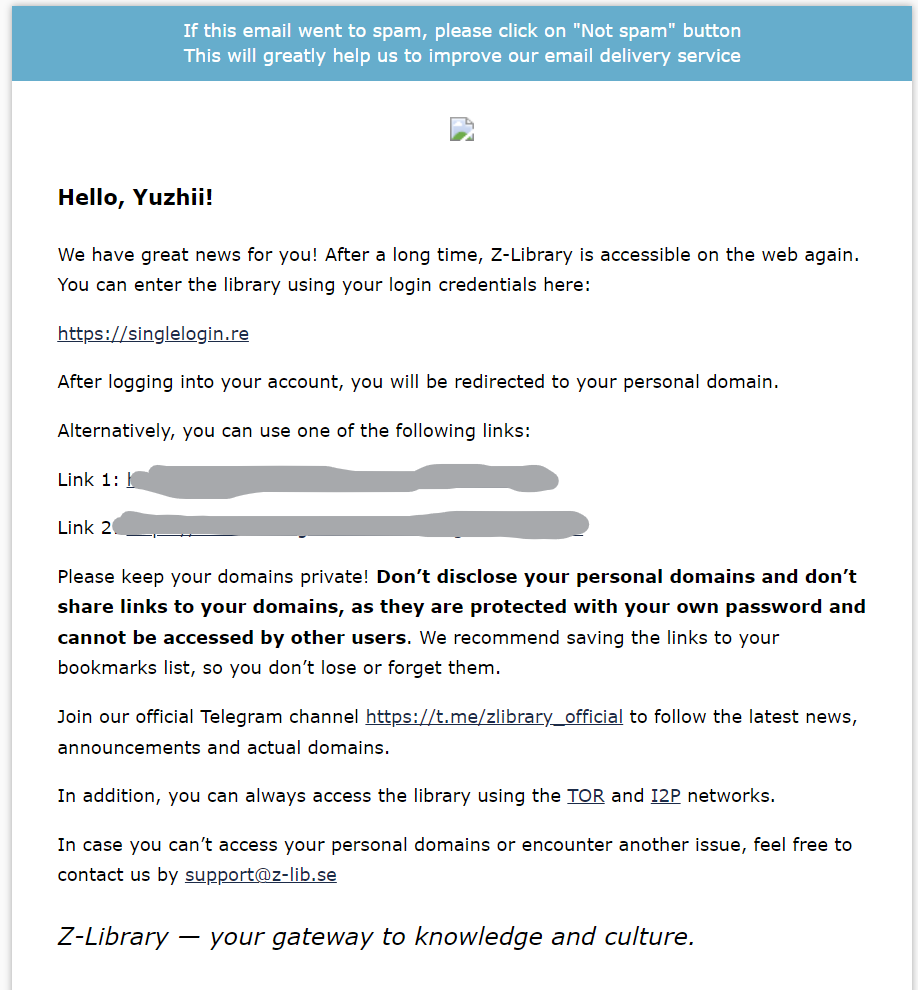 If this email went to spam, please click on "Not spam" button
This will greatly help us to improve our email delivery service
Hello, Yuzhii!
We have great news for you! After a long time, Z-Library is accessible on the web again.
You can enter the library using your login credentials here:
https://singlelogin.re
After logging into your account, you will be redirected to your personal domain.
Alternatively, you can use one of the following links:
Link 1:
Link 2:
Please keep your domains private! Don’t disclose your personal domains and don’t
share links to your domains, as they are protected with your own password and
cannot be accessed by other users. We recommend saving the links to your
bookmarks list, so you don’t lose or forget them.
Join our official Telegram channel https://t.me/zlibrary_official to follow the latest news,
announcements and actual domains.
In addition, you can always access the library using the TOR and I2P networks.
In case you can’t access your personal domains or encounter another issue, feel free to
contact us by support@z-lib.se
Z-Library — your gateway to knowledge and culture.